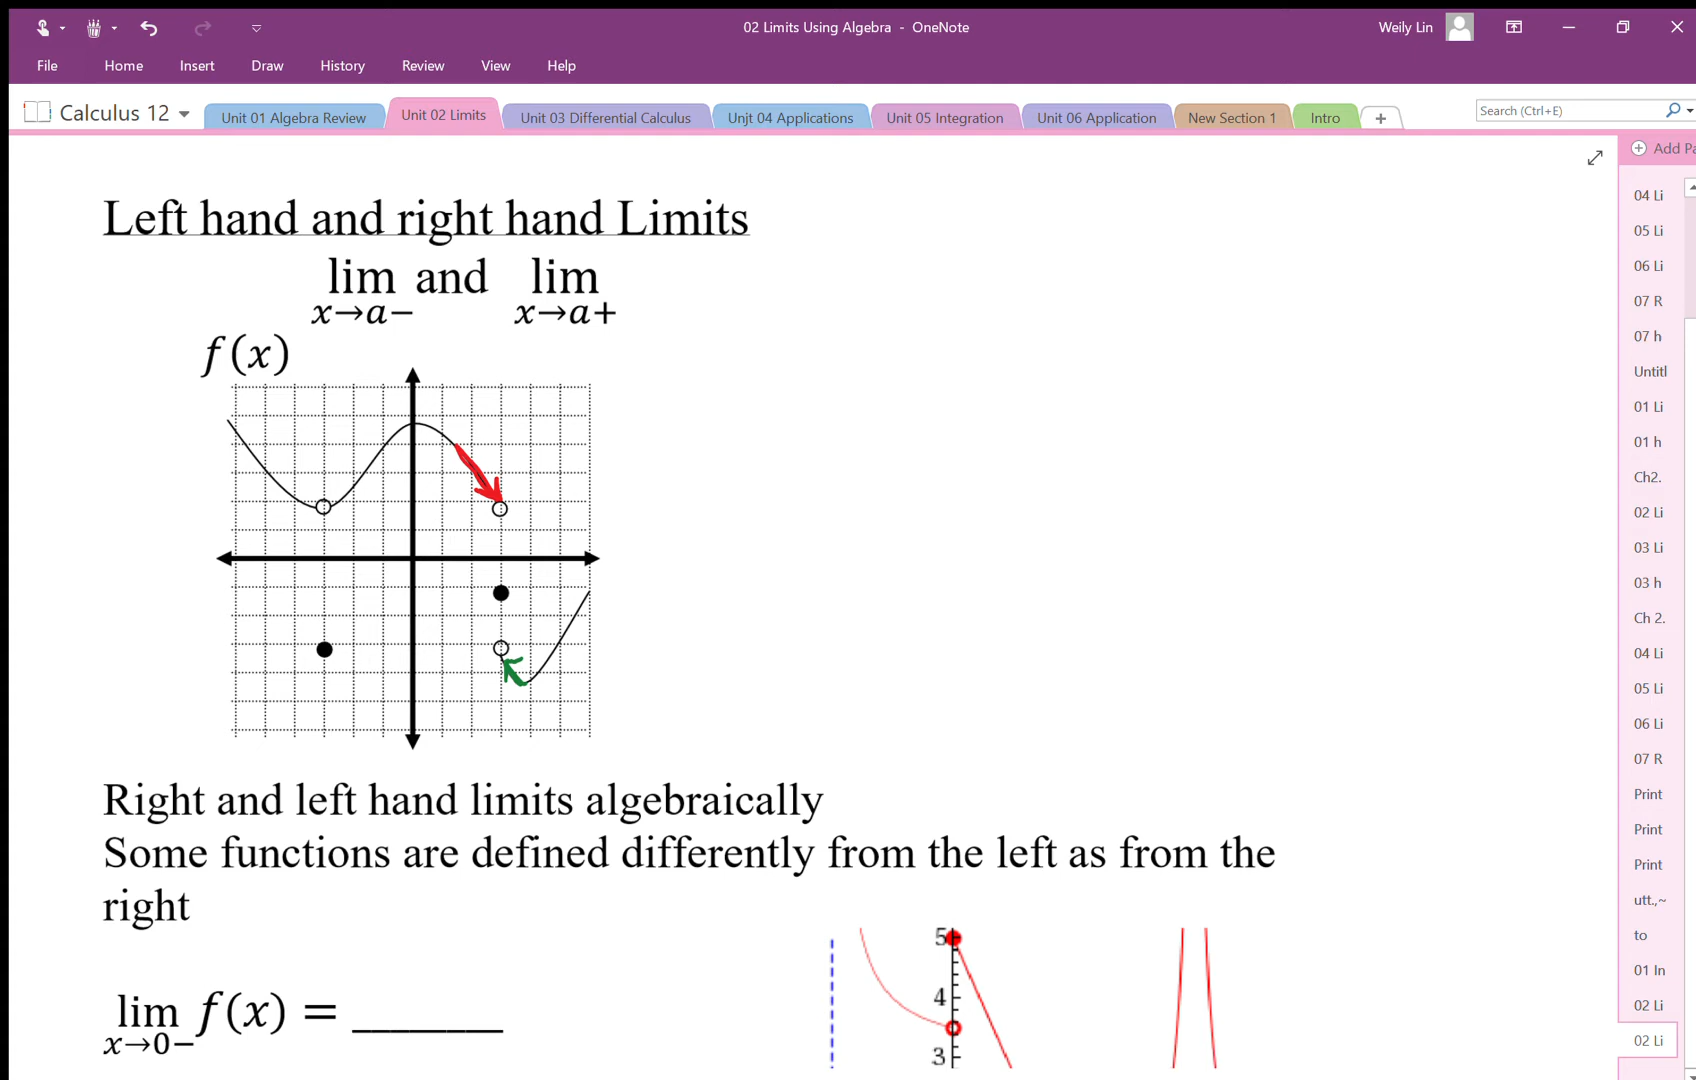 02 Limits Using Algebra - OneNote
Weily Lin
File Home Insert Draw History Review View Help
Calculus 12
Unit 01 Algebra Review
Unit 02 Limits
Unit 03 Differential Calculus
Unjt 04 Applications
Unit 05 Integration
Unit 06 Application
New Section 1
Intro
+
Search (Ctrl+E)
Add Pa
04 Li
05 Li
06 Li
07 R
07 h
Untitl
01 Li
01 h
Ch2.
02 Li
03 Li
03 h
Ch 2.
04 Li
05 Li
06 Li
07 R
Print
Print
Print
utt.,~
to
01 In
02 Li
02 Li
Left hand and right hand Limits
lim and lim
x→a− x→a+
f(x)
Right and left hand limits algebraically
Some functions are defined differently from the left as from the
right
lim f(x) = ________
x→0−
5
4
3